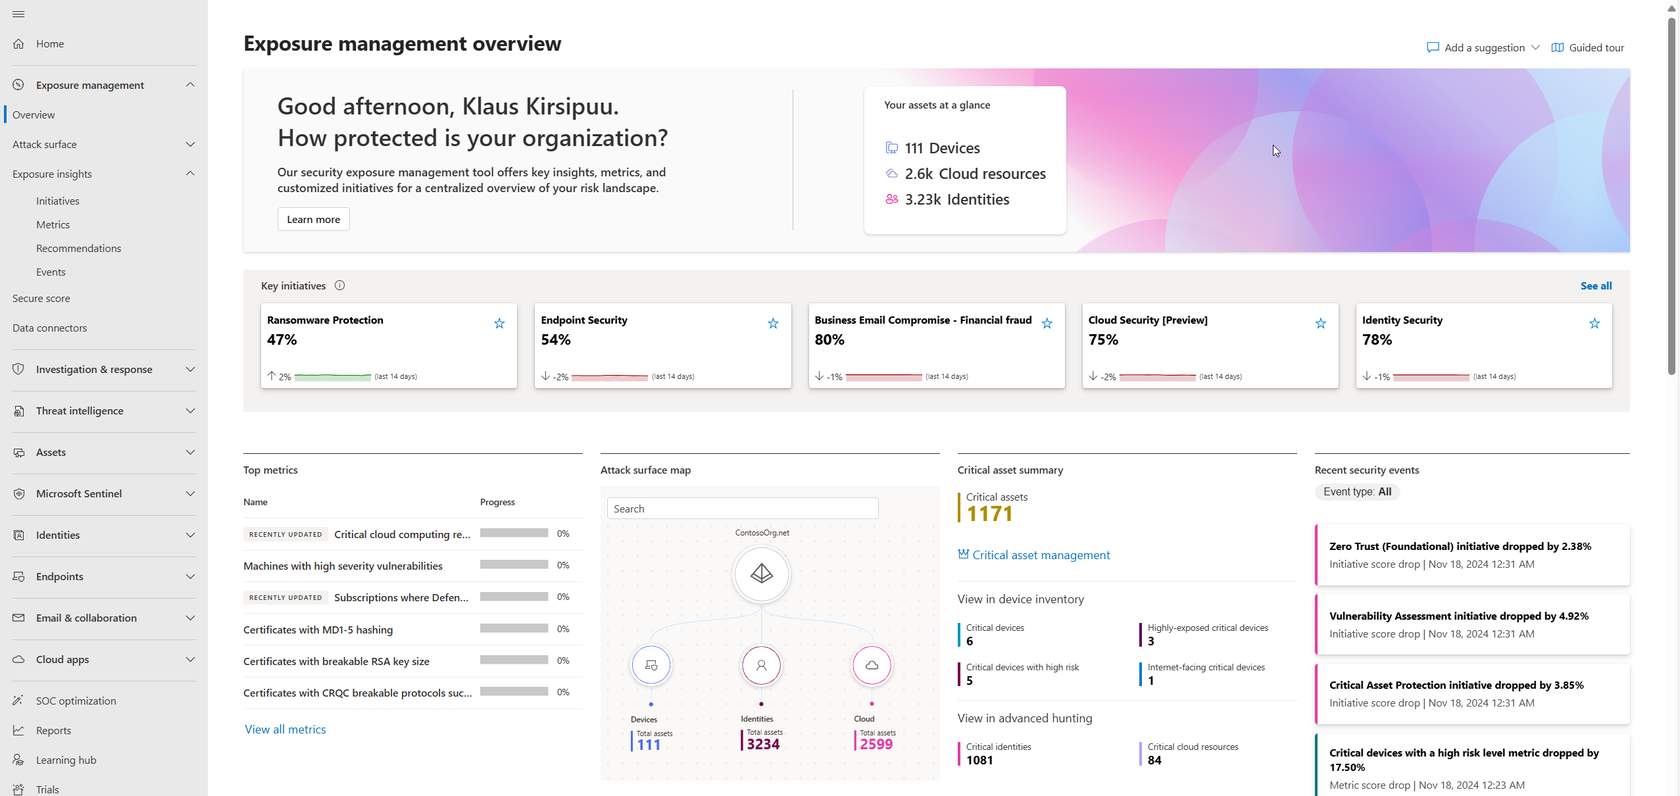 Home
Exposure management
Overview
Attack surface
Exposure insights
Initiatives
Metrics
Recommendations
Events
Secure score
Data connectors
Investigation & response
Threat intelligence
Assets
Microsoft Sentinel
Identities
Endpoints
Email & collaboration
Cloud apps
SOC optimization
Reports
Learning hub
Trials
Exposure management overview
Add a suggestion
Guided tour
Good afternoon, Klaus Kirsipuu.
How protected is your organization?
Our security exposure management tool offers key insights, metrics, and
customized initiatives for a centralized overview of your risk landscape.
Learn more
Your assets at a glance
111 Devices
2.6k Cloud resources
3.23k Identities
Key initiatives
See all
Ransomware Protection
47%
2% (last 14 days)
Endpoint Security
54%
-2% (last 14 days)
Business Email Compromise - Financial fraud
80%
-1% (last 14 days)
Cloud Security [Preview]
75%
-2% (last 14 days)
Identity Security
78%
-1% (last 14 days)
Top metrics
Name Progress
RECENTLY UPDATED Critical cloud computing re... 0%
Machines with high severity vulnerabilities 0%
RECENTLY UPDATED Subscriptions where Defen... 0%
Certificates with MD1-5 hashing 0%
Certificates with breakable RSA key size 0%
Certificates with CRQC breakable protocols suc... 0%
View all metrics
Attack surface map
Search
ContosoOrg.net
Devices
Total assets
111
Identities
Total assets
3234
Cloud
Total assets
2599
Critical asset summary
Critical assets
1171
Critical asset management
View in device inventory
Critical devices
6
Highly-exposed critical devices
3
Critical devices with high risk
5
Internet-facing critical devices
1
View in advanced hunting
Critical identities
1081
Critical cloud resources
84
Recent security events
Event type: All
Zero Trust (Foundational) initiative dropped by 2.38%
Initiative score drop | Nov 18, 2024 12:31 AM
Vulnerability Assessment initiative dropped by 4.92%
Initiative score drop | Nov 18, 2024 12:31 AM
Critical Asset Protection initiative dropped by 3.85%
Initiative score drop | Nov 18, 2024 12:31 AM
Critical devices with a high risk level metric dropped by
17.50%
Metric score drop | Nov 18, 2024 12:23 AM